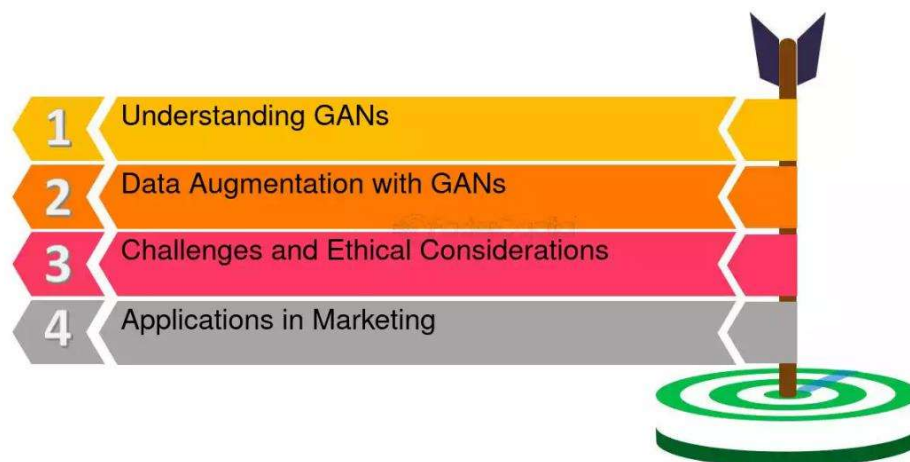 1 Understanding GANs
2 Data Augmentation with GANs
3 Challenges and Ethical Considerations
4 Applications in Marketing